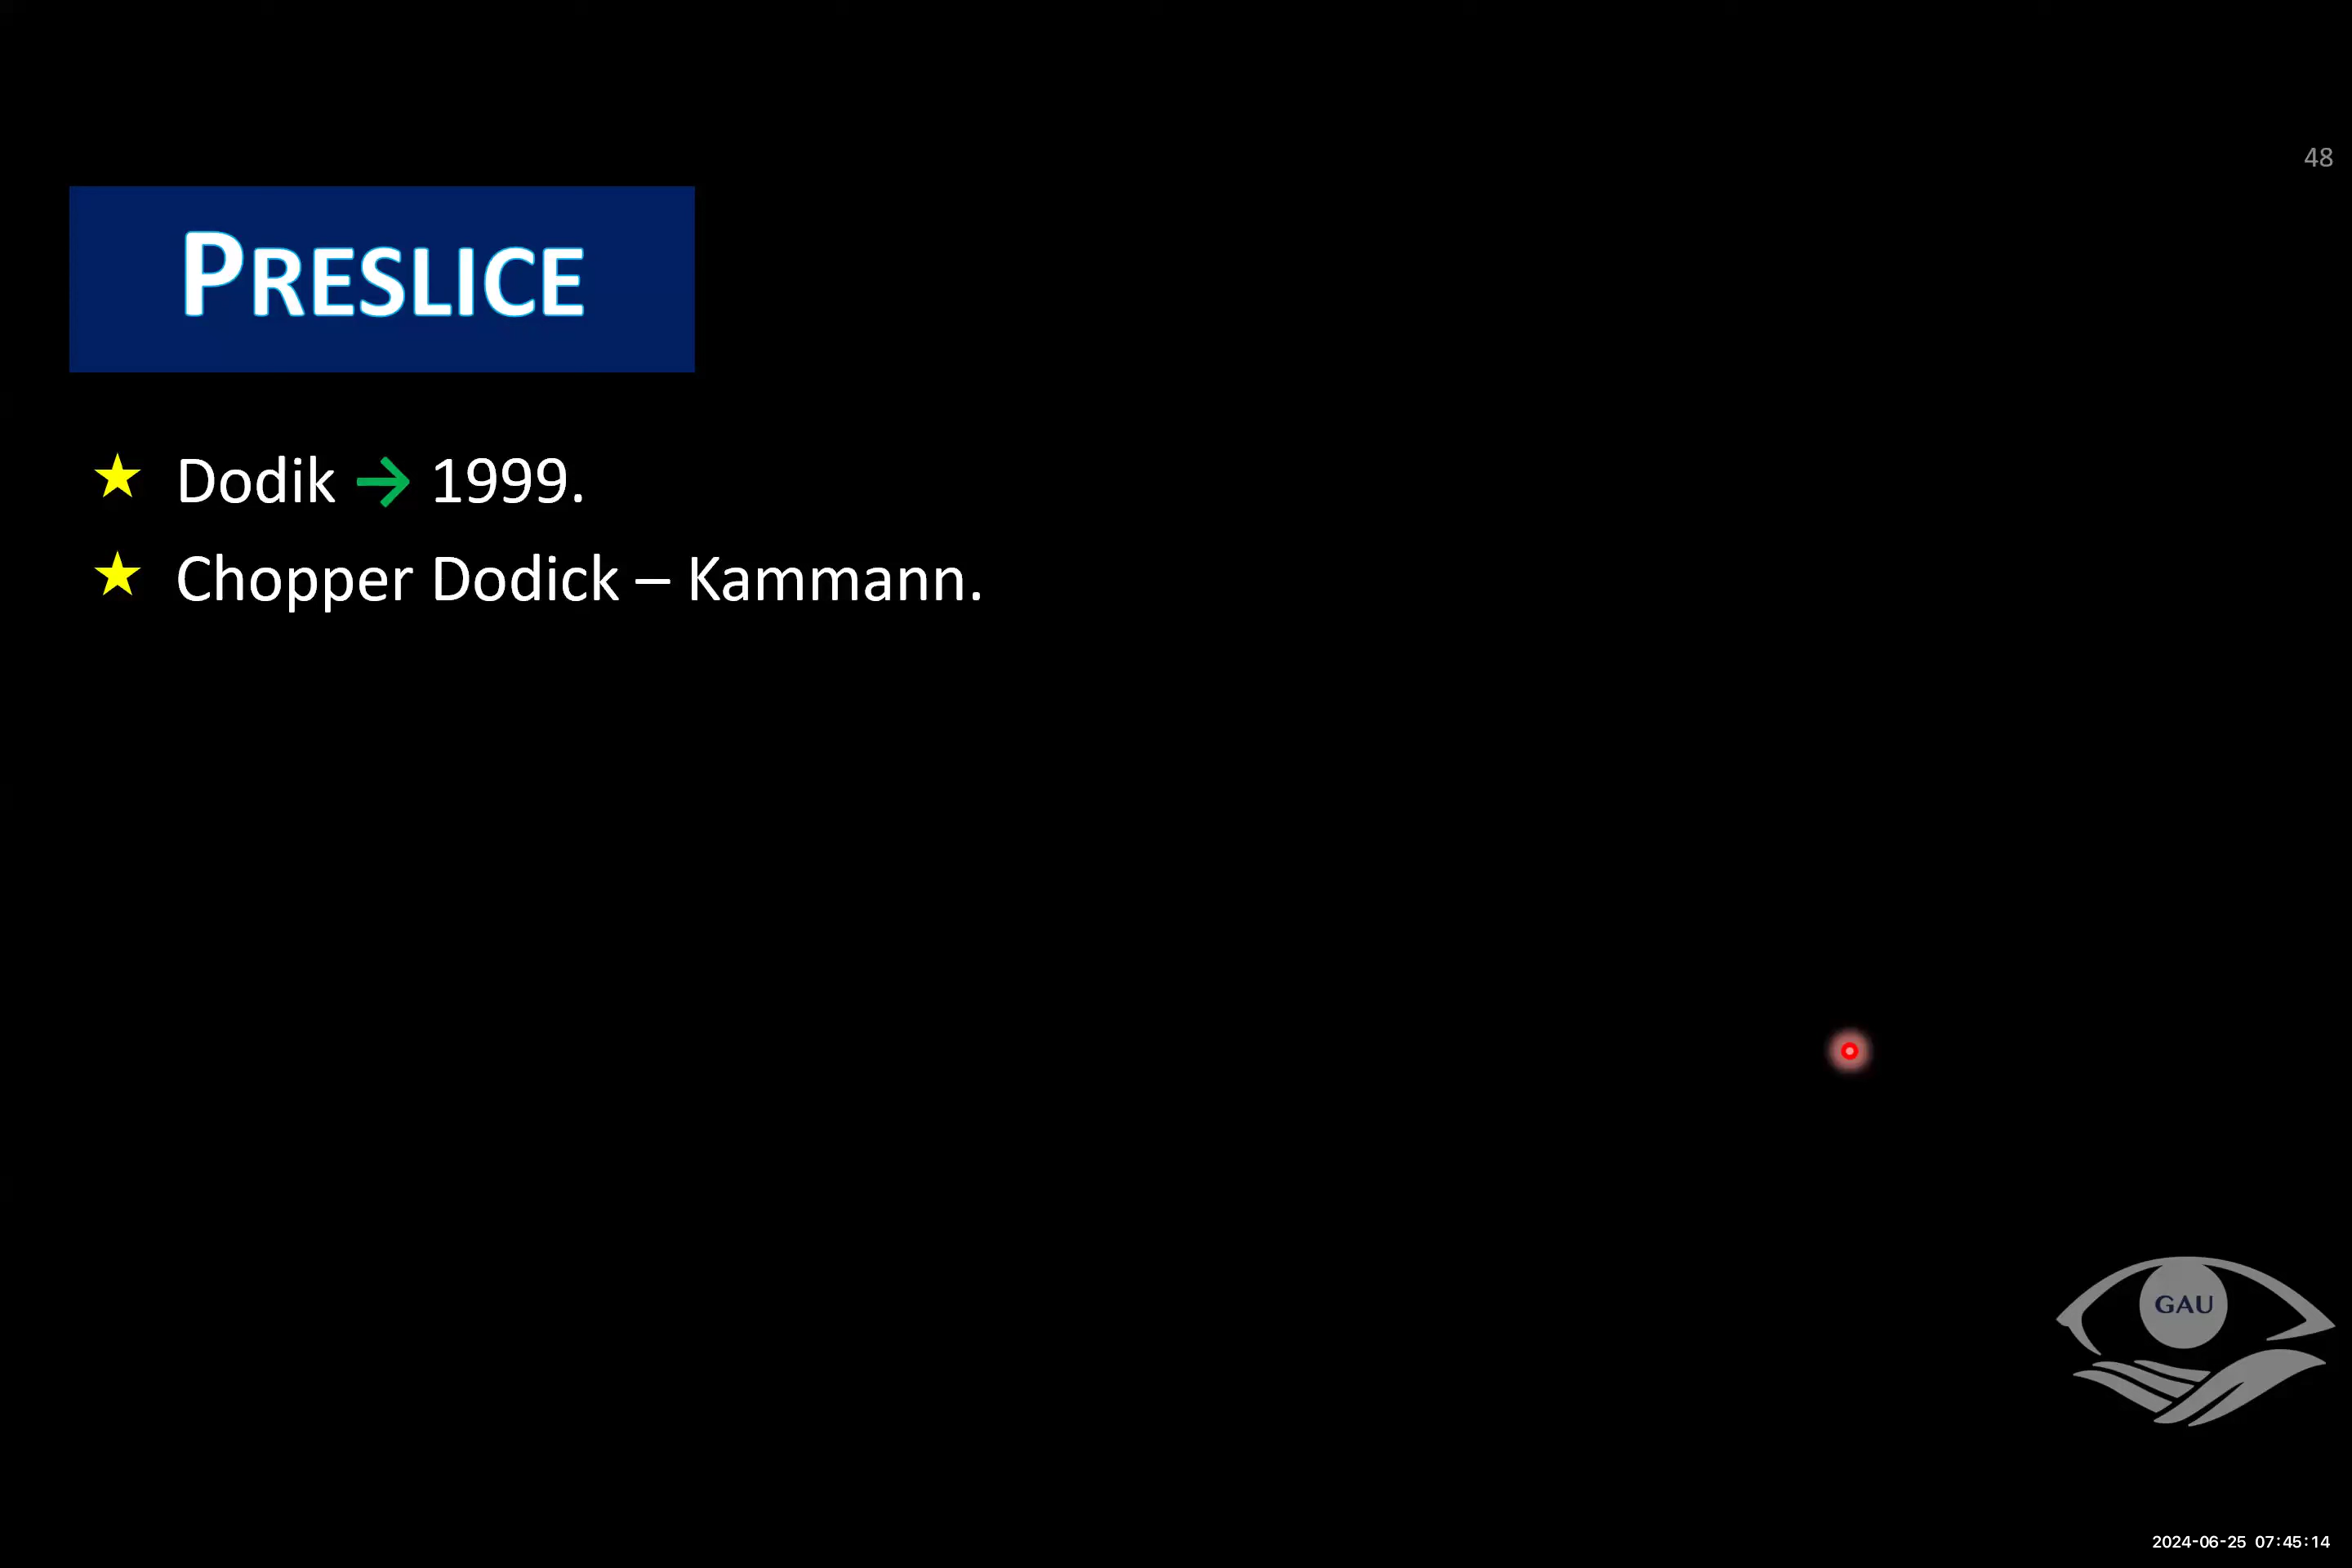 48
PRESLICE
★ Dodik → 1999.
★ Chopper Dodick – Kammann.
GAU
2024-06-25 07:45:14